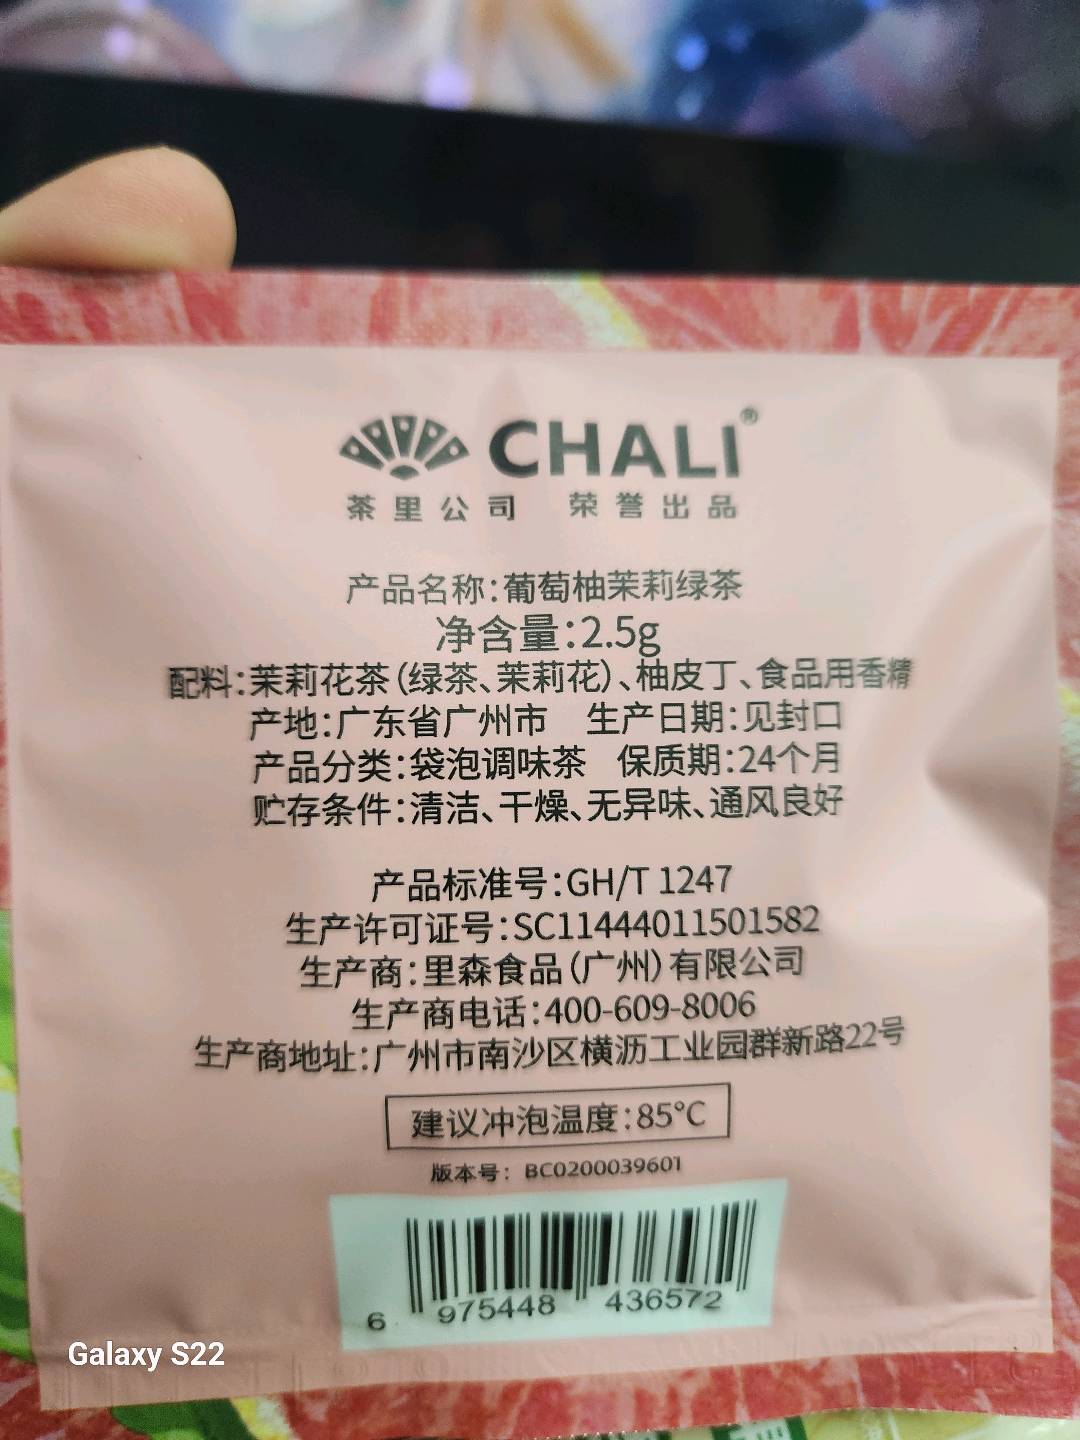 CHALI®
茶里公司 荣誉出品
产品名称:葡萄柚茉莉绿茶
净含量:2.5g
配料:茉莉花茶(绿茶、茉莉花)、柚皮丁、食品用香精
产地:广东省广州市 生产日期:见封口
产品分类:袋泡调味茶 保质期:24个月
贮存条件:清洁、干燥、无异味、通风良好
产品标准号:GH/T 1247
生产许可证号:SC11444011501582
生产商:里森食品(广州)有限公司
生产商电话:400-609-8006
生产商地址:广州市南沙区横沥工业园群新路22号
建议冲泡温度:85°C
版本号: BC0200039601
6 975448 436572
Galaxy S22